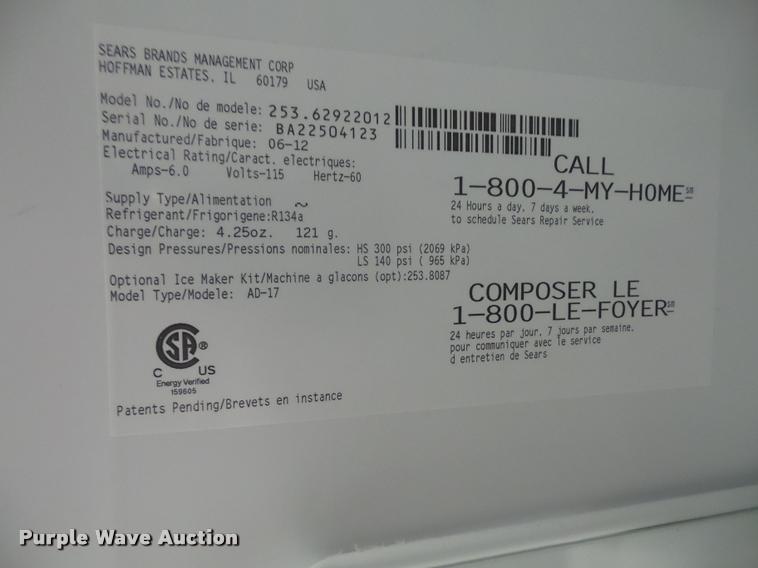 SEARS BRANDS MANAGEMENT CORP
HOFFMAN ESTATES, IL 60179 USA
Model No./No de modele: 253.62922012
Serial No./No de serie: BA22504123
Manufactured/Fabrique: 06-12
Electrical Rating/Caract. electriques:
Amps-6.0 Volts-115 Hertz-60
Supply Type/Alimentation ~
Refrigerant/Frigorigene:R134a
Charge/Charge: 4.25oz. 121 g.
Design Pressures/Pressions nominales: HS 300 psi (2069 kPa)
LS 140 psi ( 965 kPa)
Optional Ice Maker Kit/Machine a glacons (opt):253.8087
Model Type/Modele: AD-17
CALL
1-800-4-MY-HOME℠
24 Hours a day, 7 days a week,
to schedule Sears Repair Service
COMPOSER LE
1-800-LE-FOYER℠
24 heures par jour, 7 jours par semaine,
pour communiquer avec le service
d entretien de Sears
CSA®
C US
Energy Verified
159605
Patents Pending/Brevets en instance
Purple Wave Auction